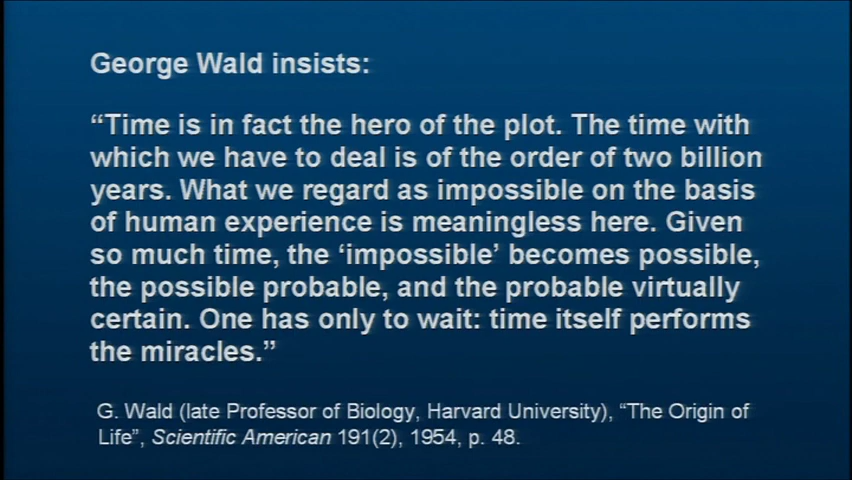 George Wald insists:
“Time is in fact the hero of the plot. The time with
which we have to deal is of the order of two billion
years. What we regard as impossible on the basis
of human experience is meaningless here. Given
so much time, the ‘impossible’ becomes possible,
the possible probable, and the probable virtually
certain. One has only to wait: time itself performs
the miracles.”
G. Wald (late Professor of Biology, Harvard University), “The Origin of
Life”, Scientific American 191(2), 1954, p. 48.